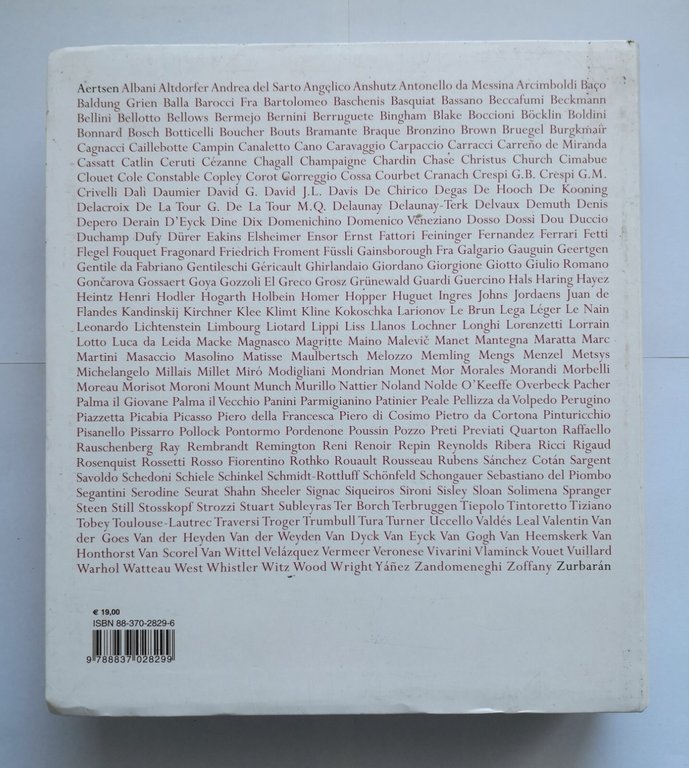 Aertsen Albani Altdorfer Andrea del Sarto Angelico Anshutz Antonello da Messina Arcimboldi Baço
Baldung Grien Balla Barocci Fra Bartolomeo Baschenis Basquiat Bassano Beccafumi Beckmann
Bellini Bellotto Bellows Bermejo Bernini Berruguete Bingham Blake Boccioni Böcklin Boldini
Bonnard Bosch Botticelli Boucher Bouts Bramante Braque Bronzino Brown Bruegel Burgkmair
Cagnacci Caillebotte Campin Canaletto Cano Caravaggio Carpaccio Carracci Carreño de Miranda
Cassatt Catlin Ceruti Cézanne Chagall Champaigne Chardin Chase Christus Church Cimabue
Clouet Cole Constable Copley Corot Correggio Cossa Courbet Cranach Crespi G.B. Crespi G.M.
Crivelli Dalì Daumier David G. David J.L. Davis De Chirico Degas De Hooch De Kooning
Delacroix De La Tour G. De La Tour M.Q. Delaunay Delaunay-Terk Delvaux Demuth Denis
Depero Derain D'Eyck Dine Dix Domenichino Domenico Veneziano Dosso Dossi Dou Duccio
Duchamp Dufy Dürer Eakins Elsheimer Ensor Ernst Fattori Feininger Fernandez Ferrari Fetti
Flegel Fouquet Fragonard Friedrich Froment Füssli Gainsborough Fra Galgario Gauguin Geertgen
Gentile da Fabriano Gentileschi Géricault Ghirlandaio Giordano Giorgione Giotto Giulio Romano
Gončarova Gossaert Goya Gozzoli El Greco Grosz Grünewald Guardi Guercino Hals Haring Hayez
Heintz Henri Hodler Hogarth Holbein Homer Hopper Huguet Ingres Johns Jordaens Juan de
Flandes Kandinskij Kirchner Klee Klimt Kline Kokoschka Larionov Le Brun Lega Léger Le Nain
Leonardo Lichtenstein Limbourg Liotard Lippi Liss Llanos Lochner Longhi Lorenzetti Lorrain
Lotto Luca da Leida Macke Magnasco Magritte Maino Malevič Manet Mantegna Maratta Marc
Martini Masaccio Masolino Matisse Maulbertsch Melozzo Memling Mengs Menzel Metsys
Michelangelo Millais Millet Miró Modigliani Mondrian Monet Mor Morales Morandi Morbelli
Moreau Morisot Moroni Mount Munch Murillo Nattier Noland Nolde O'Keeffe Overbeck Pacher
Palma il Giovane Palma il Vecchio Panini Parmigianino Patinier Peale Pellizza da Volpedo Perugino
Piazzetta Picabia Picasso Piero della Francesca Piero di Cosimo Pietro da Cortona Pinturicchio
Pisanello Pissarro Pollock Pontormo Pordenone Poussin Pozzo Preti Previati Quarton Raffaello
Rauschenberg Ray Rembrandt Remington Reni Renoir Repin Reynolds Ribera Ricci Rigaud
Rosenquist Rossetti Rosso Fiorentino Rothko Rouault Rousseau Rubens Sánchez Cotán Sargent
Savoldo Schedoni Schiele Schinkel Schmidt-Rottluff Schönfeld Schongauer Sebastiano del Piombo
Segantini Serodine Seurat Shahn Sheeler Signac Siqueiros Sironi Sisley Sloan Solimena Spranger
Steen Still Stosskopf Strozzi Stuart Subleyras Ter Borch Terbruggen Tiepolo Tintoretto Tiziano
Tobey Toulouse-Lautrec Traversi Troger Trumbull Tura Turner Uccello Valdés Leal Valentin Van
der Goes Van der Heyden Van der Weyden Van Dyck Van Eyck Van Gogh Van Heemskerk Van
Honthorst Van Scorel Van Wittel Velázquez Vermeer Veronese Vivarini Vlaminck Vouet Vuillard
Warhol Watteau West Whistler Witz Wood Wright Yáñez Zandomeneghi Zoffany Zurbarán
€ 19,00
ISBN 88-370-2829-6
9 788837 028299